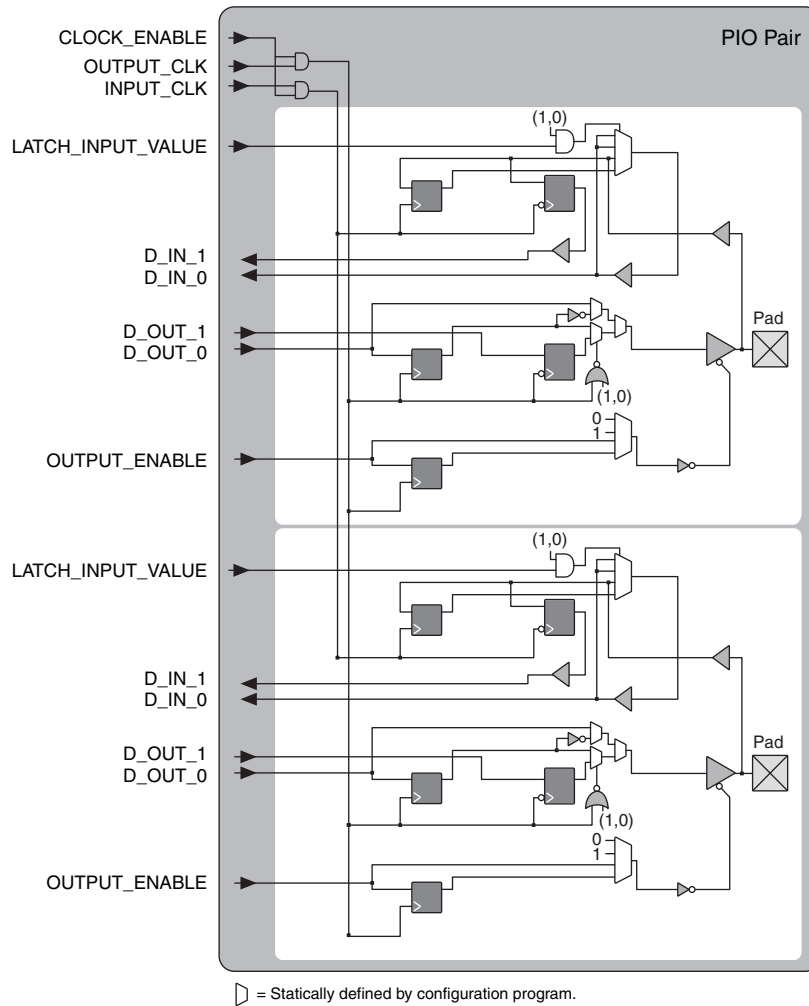 PIO Pair
CLOCK_ENABLE
OUTPUT_CLK
INPUT_CLK
(1,0)
LATCH_INPUT_VALUE
D_IN_1
D_IN_0
D_OUT_1
D_OUT_0
Pad
(1,0)
0
1
OUTPUT_ENABLE
(1,0)
LATCH_INPUT_VALUE
D_IN_1
D_IN_0
D_OUT_1
D_OUT_0
Pad
(1,0)
0
1
OUTPUT_ENABLE
= Statically defined by configuration program.